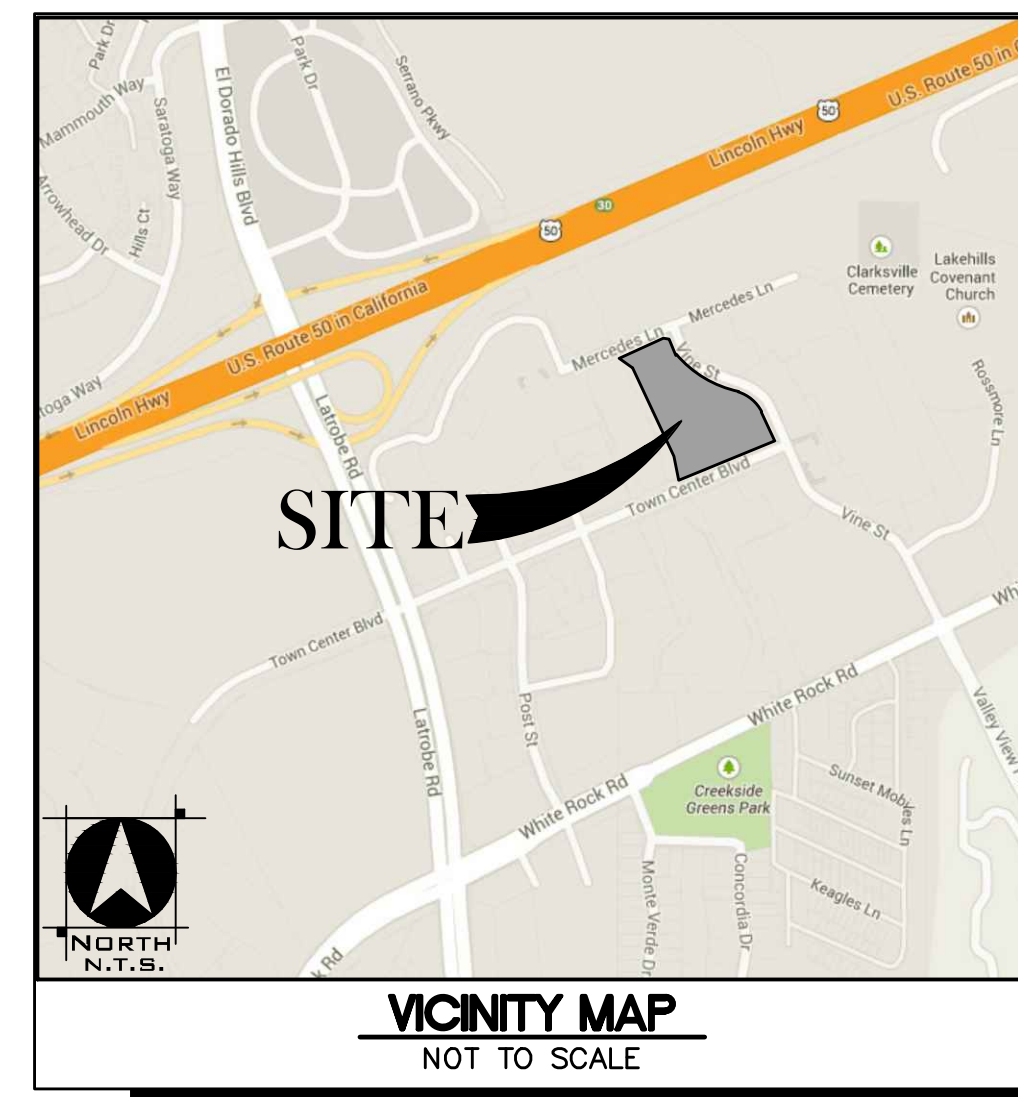 Park Dr
Park Dr
Serrano Pkwy
U.S. Route 50 in
Mammouth Way
Saratoga Way
El Dorado Hills Blvd
50
Lincoln Hwy
Arrowhead Dr
Hills Ct
30
50
Clarksville
Cemetery
Lakehills
Covenant
Church
U.S. Route 50 in California
Mercedes Ln
Mercedes Ln
Vine St
toga Way
Lincoln Hwy
Latrobe Rd
Rossmore Ln
SITE
Town Center Blvd
Vine St
Town Center Blvd
Whi
White Rock Rd
Latrobe Rd
Post St
Valley View
Creekside
Greens Park
Sunset Mobles Ln
White Rock Rd
Monte Verde Dr
Concordia Dr
Keagles Ln
k Rd
NORTH
N.T.S.
VICINITY MAP
NOT TO SCALE